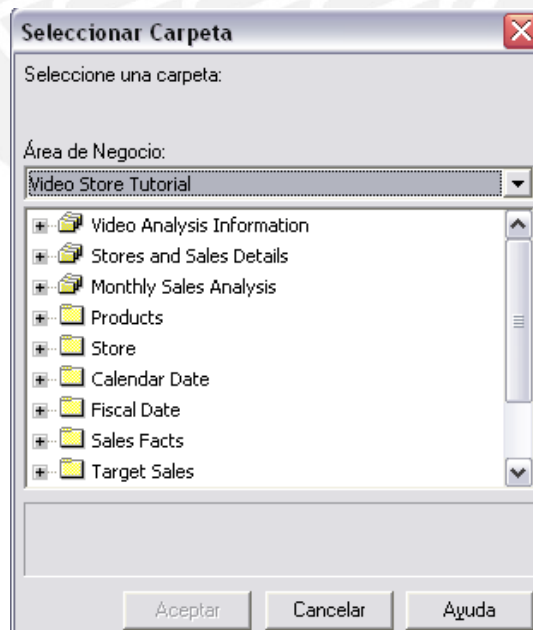 Seleccionar Carpeta
Seleccione una carpeta:
Área de Negocio:
Video Store Tutorial
Video Analysis Information
Stores and Sales Details
Monthly Sales Analysis
Products
Store
Calendar Date
Fiscal Date
Sales Facts
Target Sales
Aceptar Cancelar Ayuda